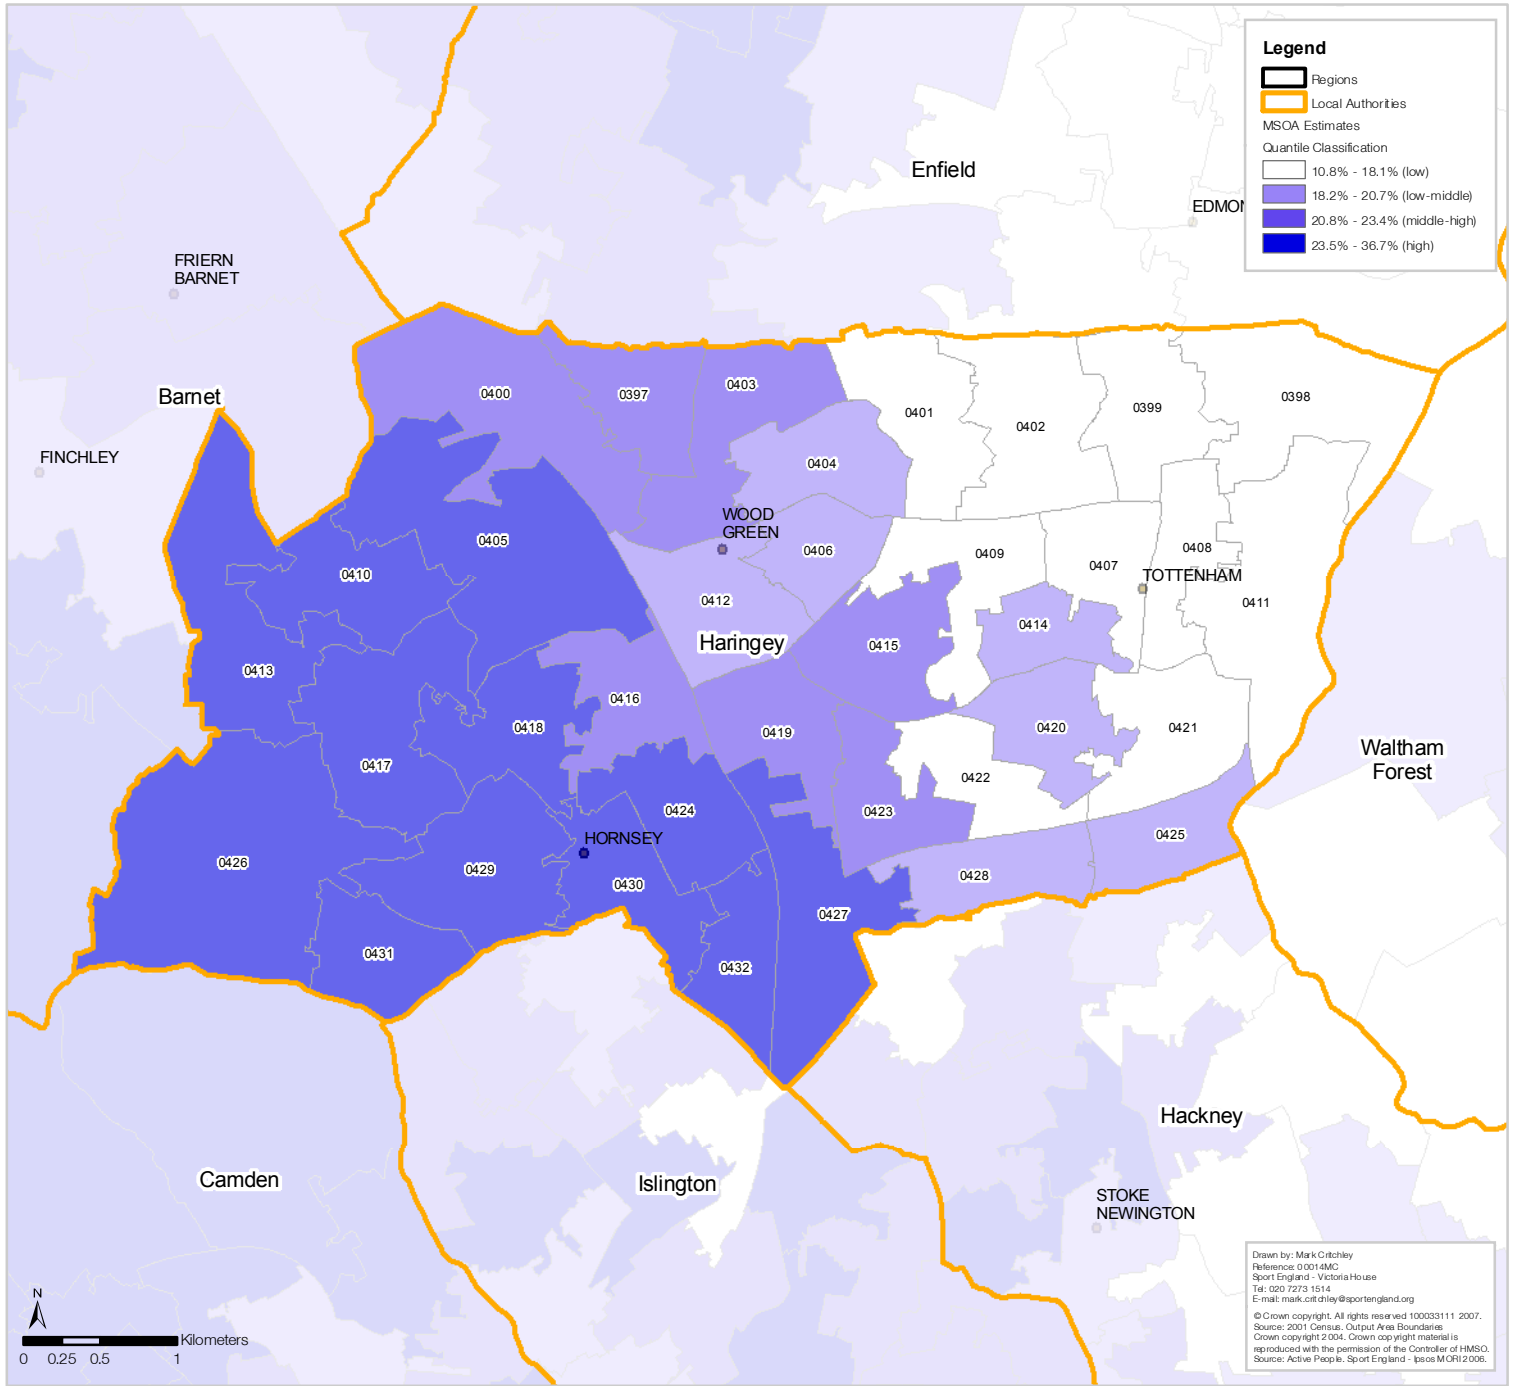 Legend
Regions
Local Authorities
MSOA Estimates
Quantile Classification
10.8% - 18.1% (low)
18.2% - 20.7% (low-middle)
20.8% - 23.4% (middle-high)
23.5% - 36.7% (high)
Enfield
EDMON
FRIERN
BARNET
Barnet
FINCHLEY
0400
0397
0403
0401
0402
0399
0398
0404
WOOD
GREEN
0405
0406
0409
0407
0408
TOTTENHAM
0410
0412
0411
0414
Haringey
0415
0413
0416
0418
0419
0420
0421
Waltham
Forest
0417
0422
0424
0423
HORNSEY
0425
0426
0429
0430
0428
0427
0431
0432
Hackney
Camden
Islington
STOKE
NEWINGTON
N
Kilometers
0 0.25 0.5 1
Drawn by: Mark Critchley
Reference: 00014MC
Sport England - Victoria House
Tel: 020 7273 1514
E-mail: mark.critchley@sportengland.org
© Crown copyright. All rights reserved 100033111 2007.
Source: 2001 Census. Output Area Boundaries
Crown copyright 2004. Crown copyright material is
reproduced with the permission of the Controller of HMSO.
Source: Active People. Sport England - Ipsos MORI 2006.